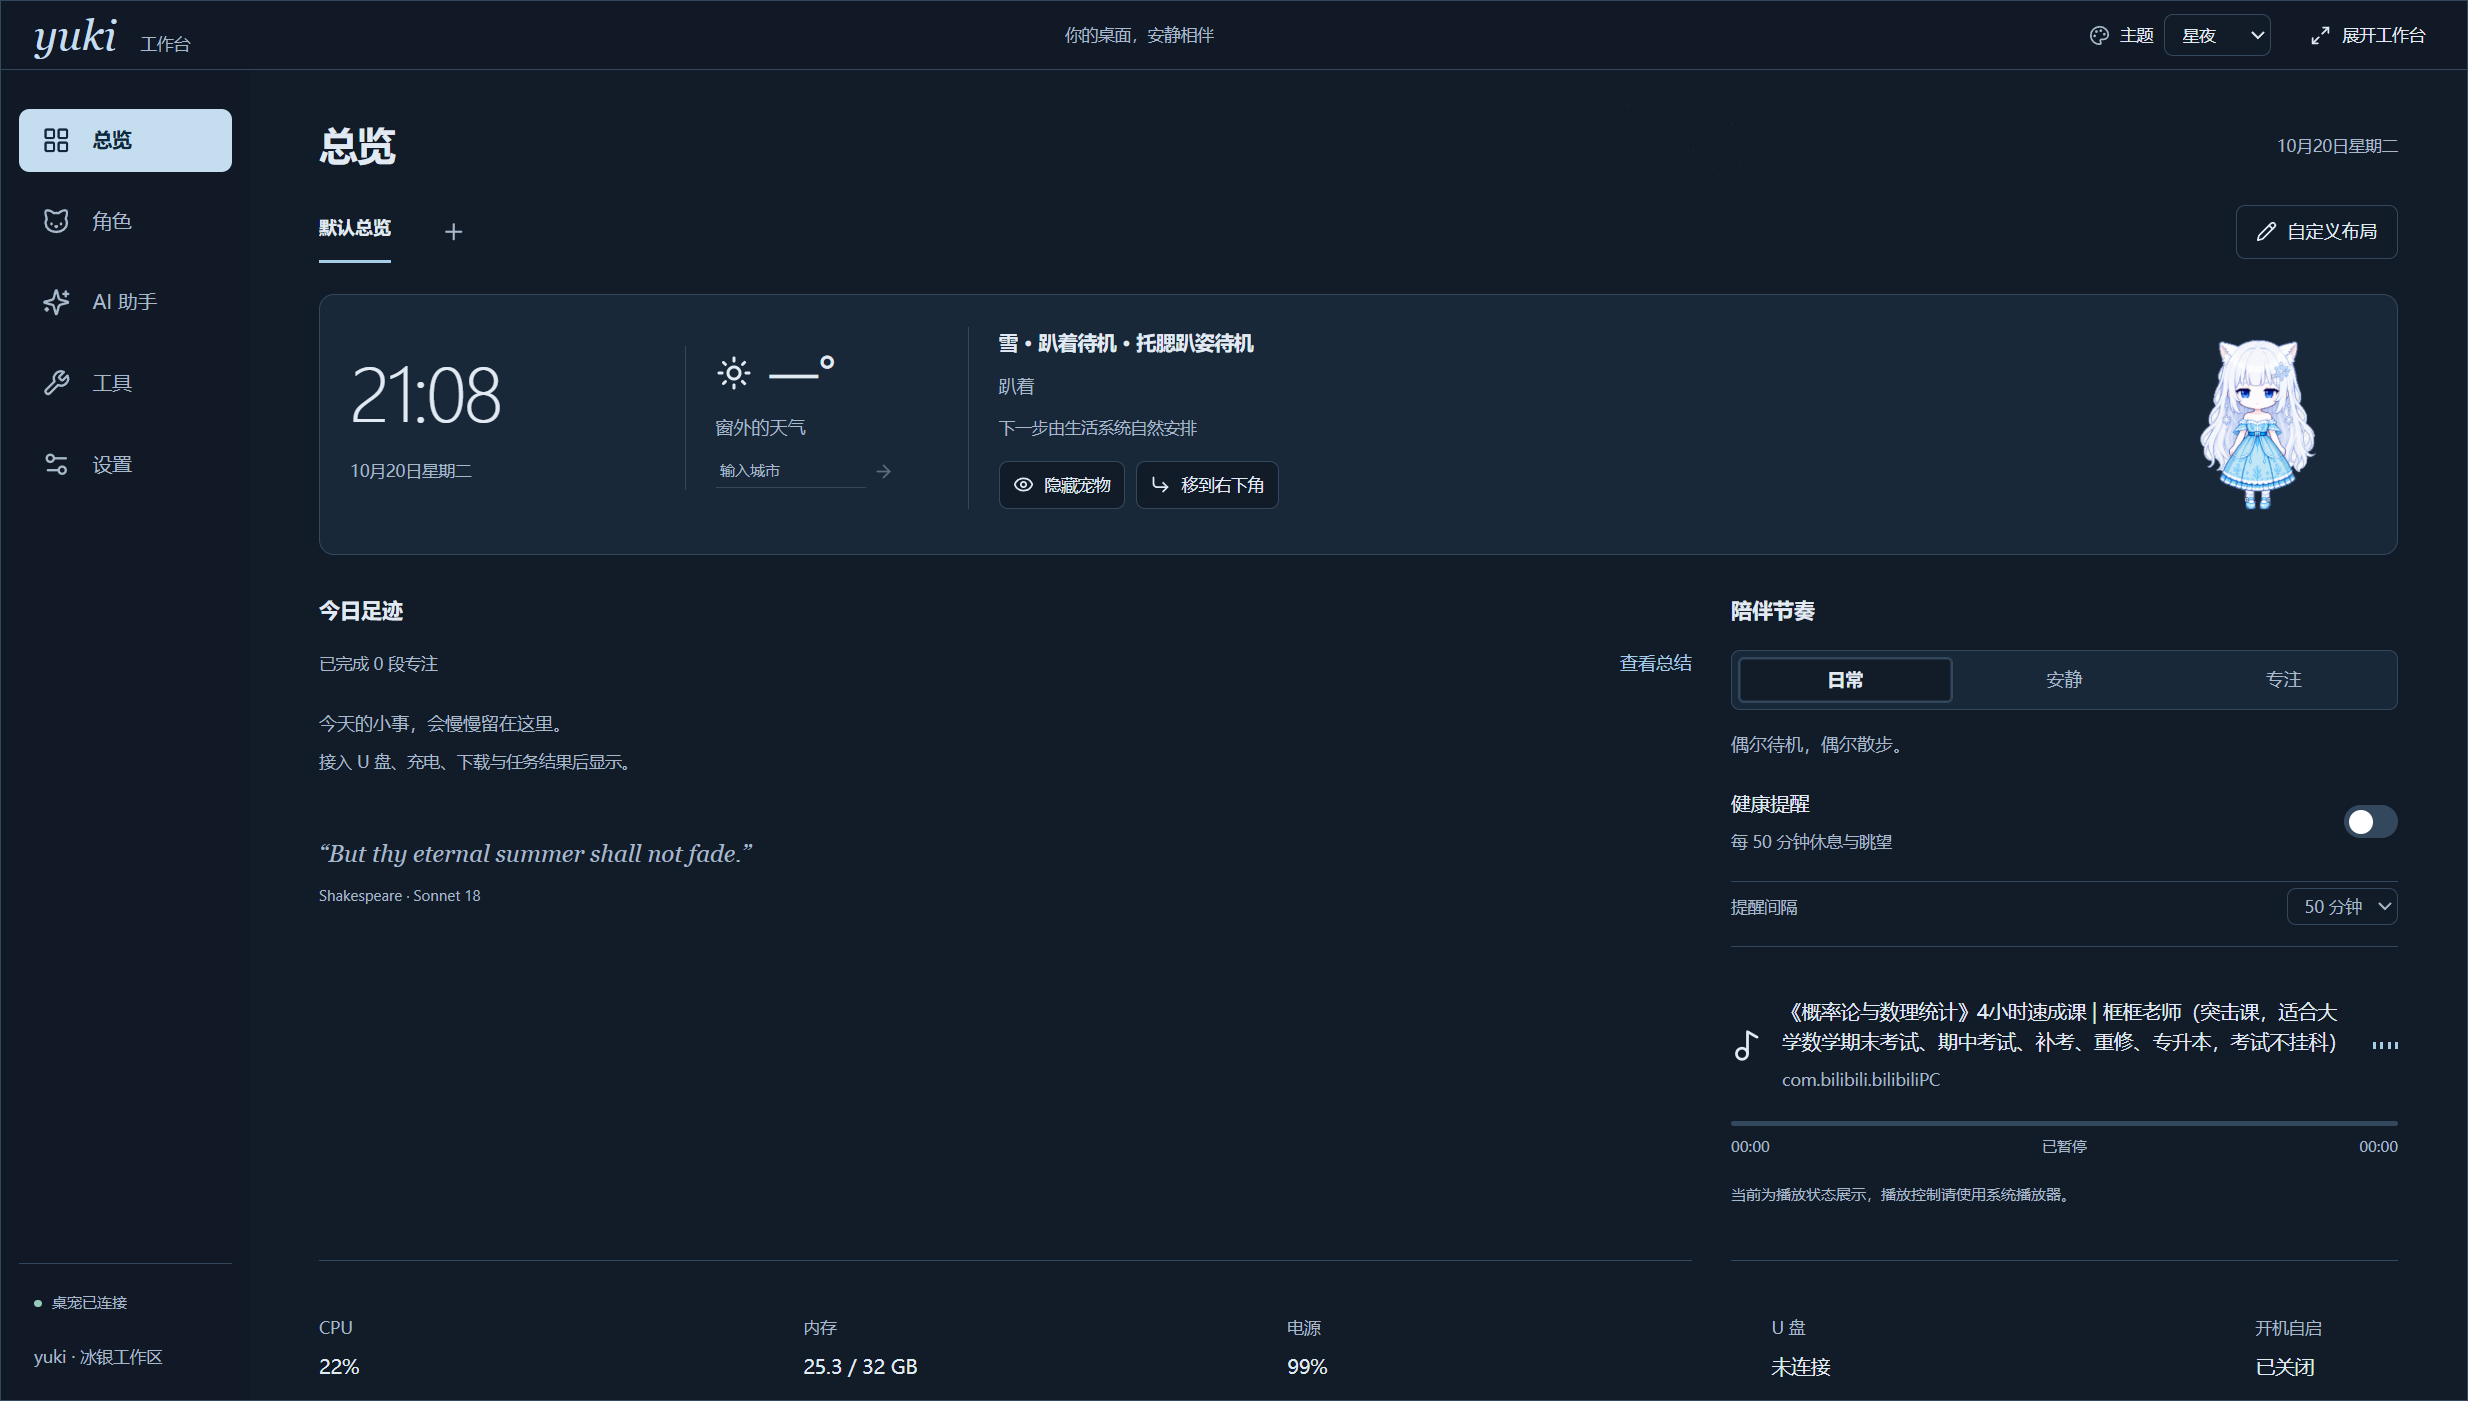 yuki 工作台
你的桌面，安静相伴
主题
星夜
展开工作台
总览
角色
AI 助手
工具
设置
总览
10月20日星期二
默认总览
自定义布局
21:08
10月20日星期二
—°
窗外的天气
输入城市
雪・趴着待机・托腮趴姿待机
趴着
下一步由生活系统自然安排
隐藏宠物
移到右下角
今日足迹
已完成 0 段专注
查看总结
今天的小事，会慢慢留在这里。
接入 U 盘、充电、下载与任务结果后显示。
“But thy eternal summer shall not fade.”
Shakespeare · Sonnet 18
陪伴节奏
日常
安静
专注
偶尔待机，偶尔散步。
健康提醒
每 50 分钟休息与眺望
提醒间隔
50 分钟
《概率论与数理统计》4小时速成课 | 框框老师（突击课，适合大
学数学期末考试、期中考试、补考、重修、专升本，考试不挂科）
com.bilibili.bilibiliPC
00:00
已暂停
00:00
当前为播放状态展示，播放控制请使用系统播放器。
桌宠已连接
yuki · 冰银工作区
CPU
22%
内存
25.3 / 32 GB
电源
99%
U 盘
未连接
开机自启
已关闭